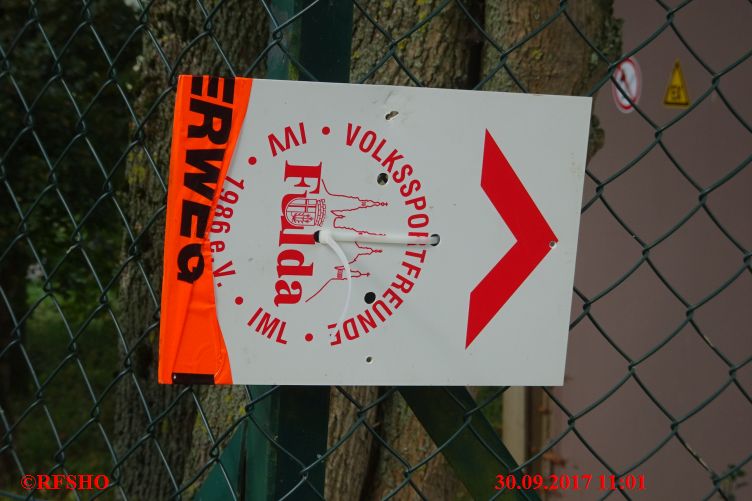 ERWEG
VOLKSSPORTFREUNDE
IVV • 1986 e.V. • IML
Fulda
©RFSHO
30.09.2017 11:01